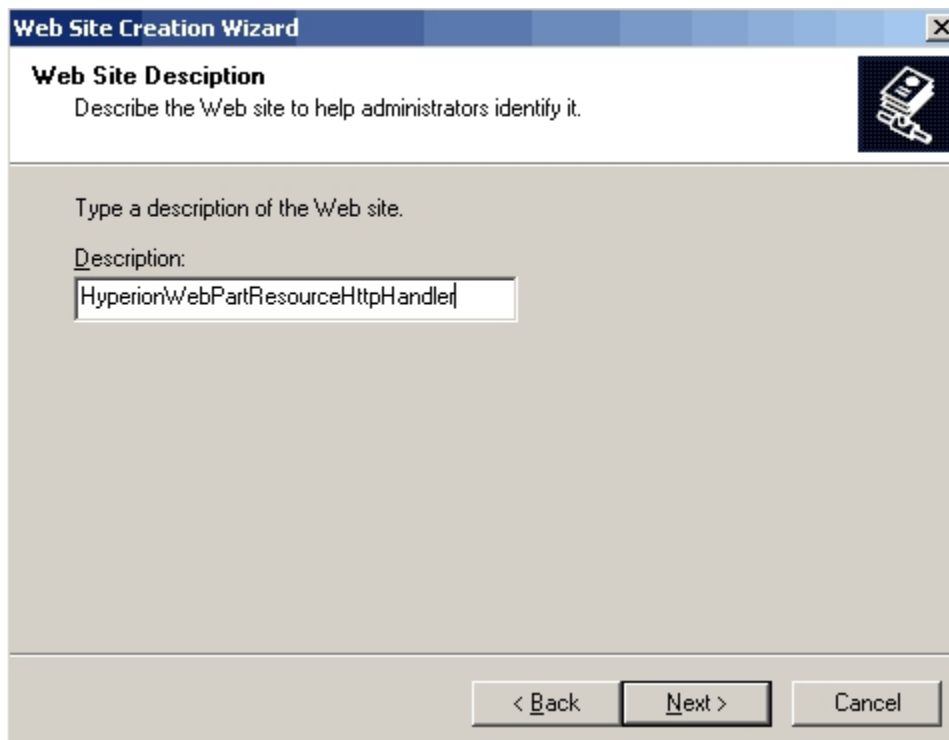 Web Site Creation Wizard
Web Site Desciption
Describe the Web site to help administrators identify it.
Type a description of the Web site.
Description:
HyperionWebPartResourceHttpHandler
< Back
Next >
Cancel